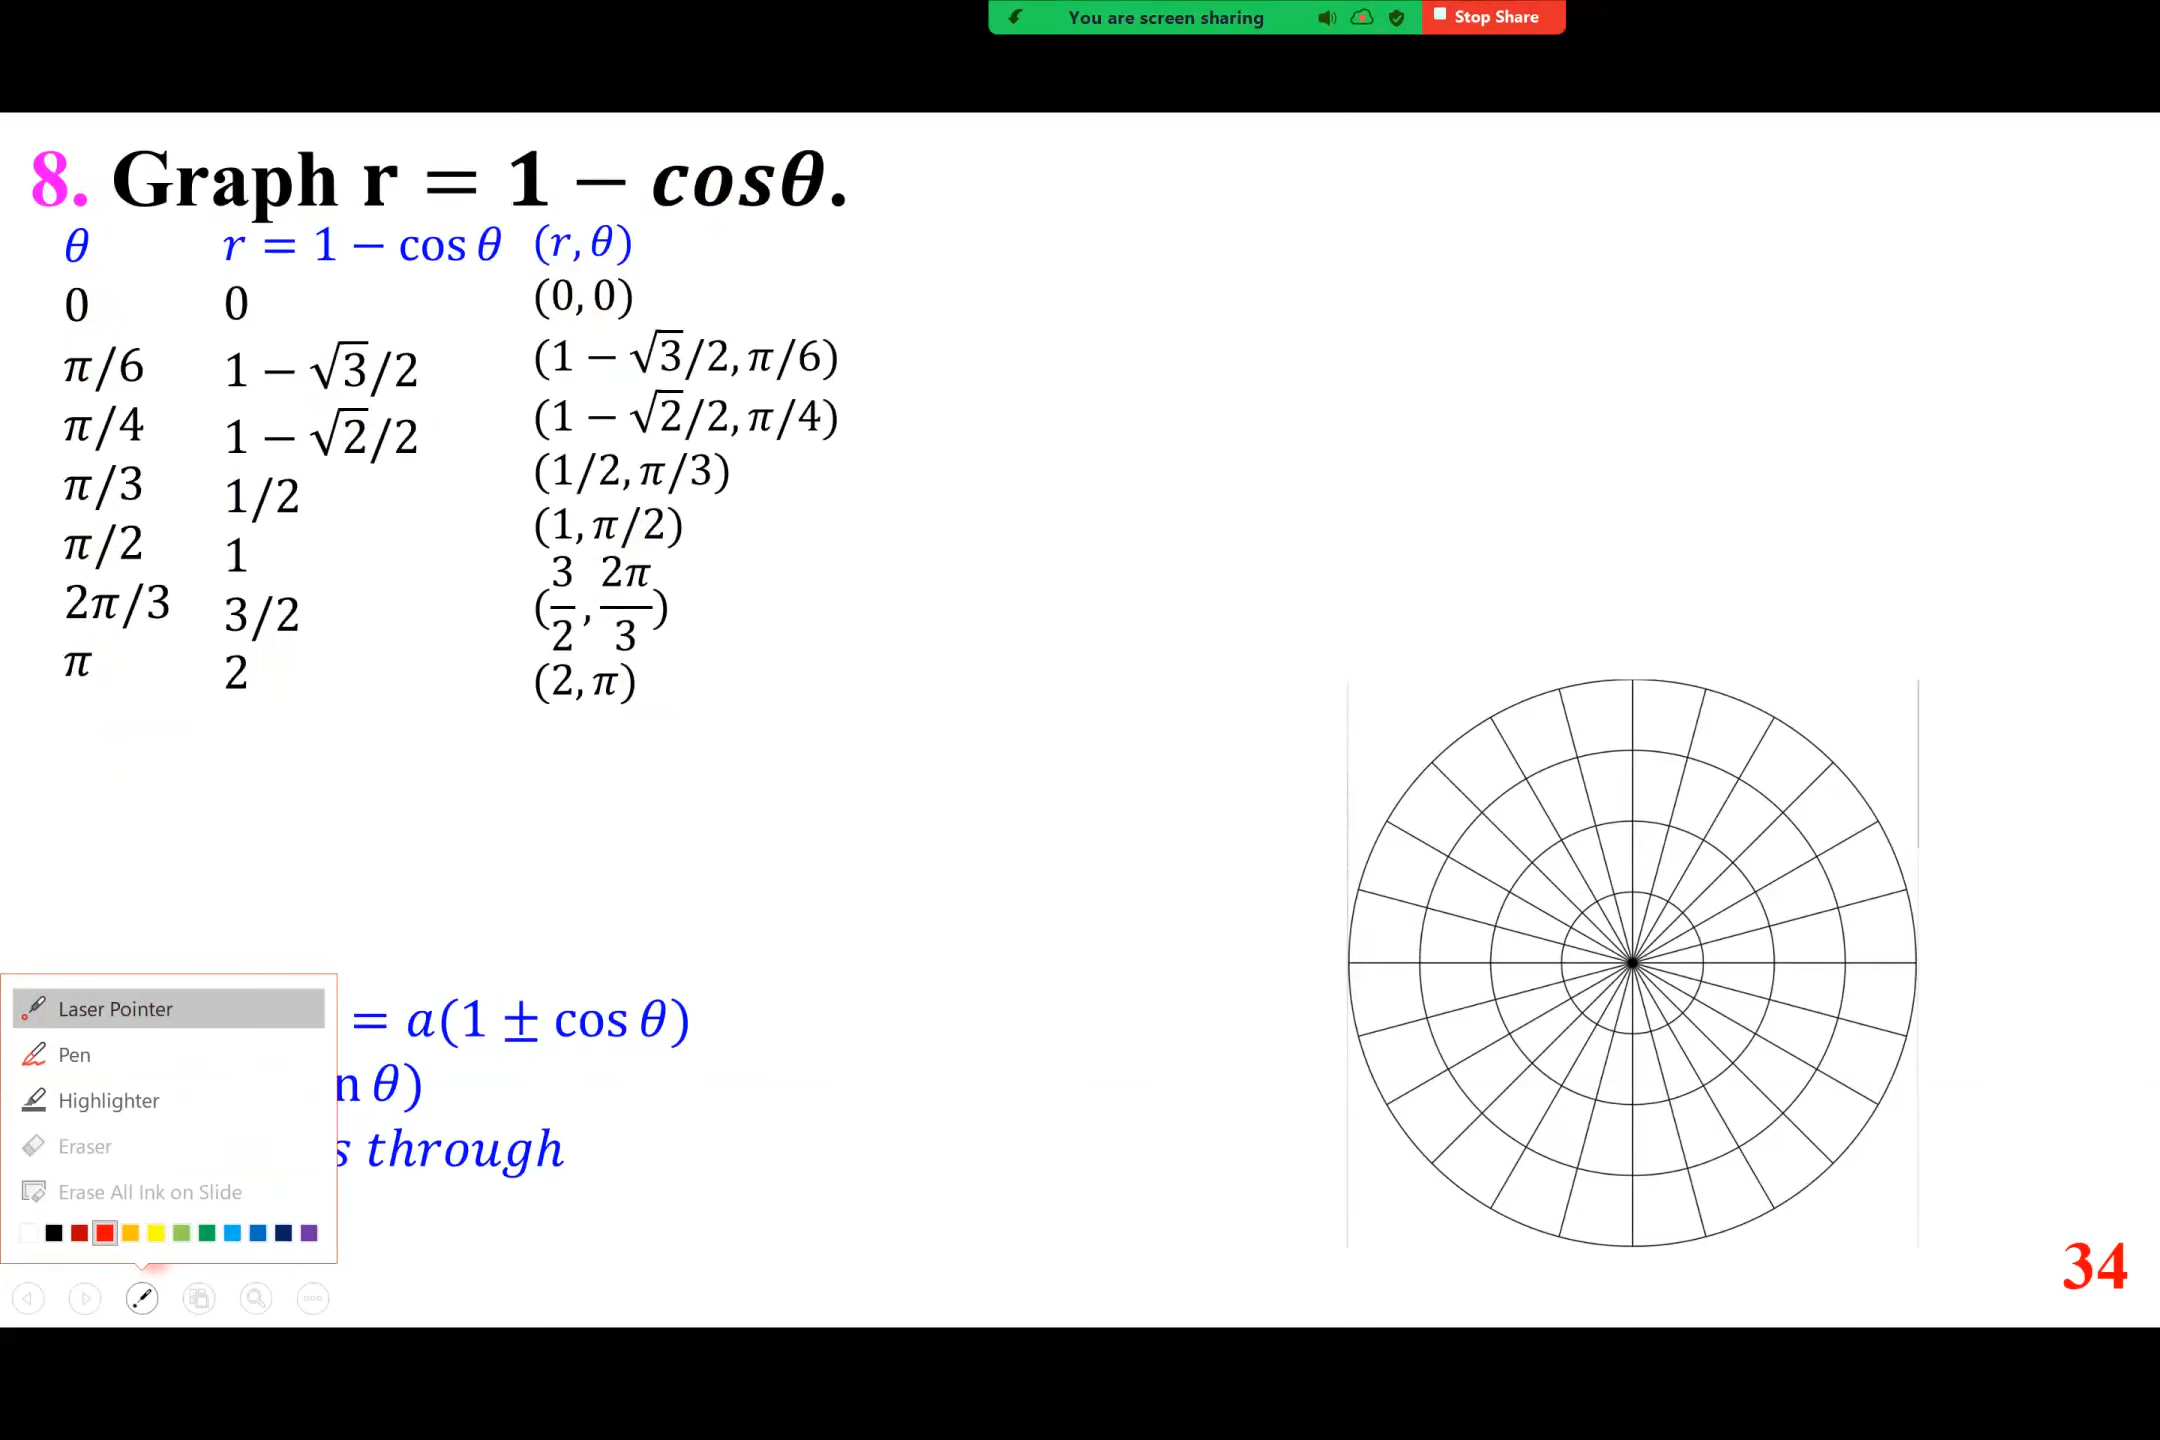 You are screen sharing Stop Share
8. Graph r = 1 − cosθ.
θ r = 1 − cos θ (r, θ)
0 0 (0, 0)
π/6 1 − √3/2 (1 − √3/2, π/6)
π/4 1 − √2/2 (1 − √2/2, π/4)
π/3 1/2 (1/2, π/3)
π/2 1 (1, π/2)
2π/3 3/2 (3/2, 2π/3)
π 2 (2, π)
= a(1 ± cos θ)
n θ)
s through
Laser Pointer
Pen
Highlighter
Eraser
Erase All Ink on Slide
34